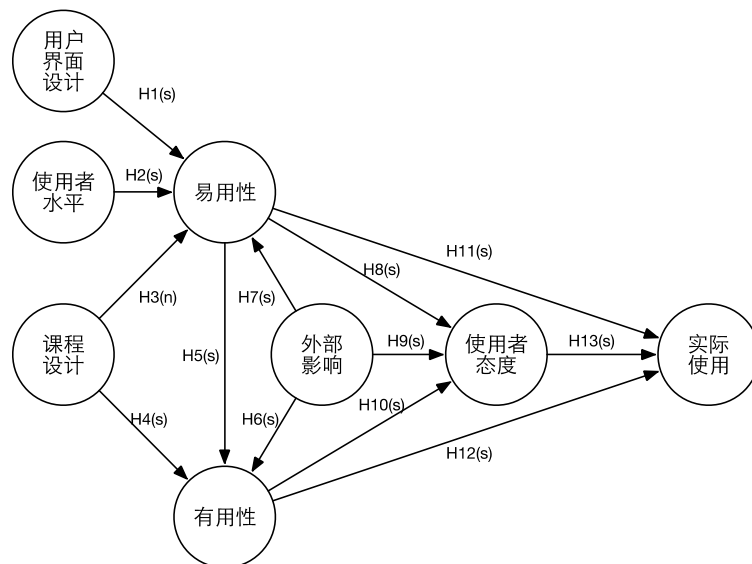 用户
界面
设计
H1(s)
使用者
水平
H2(s)
易用性
H11(s)
H8(s)
H3(n)
H7(s)
课程
设计
H5(s)
外部
影响
H9(s)
使用者
态度
H13(s)
实际
使用
H4(s)
H6(s)
H10(s)
H12(s)
有用性